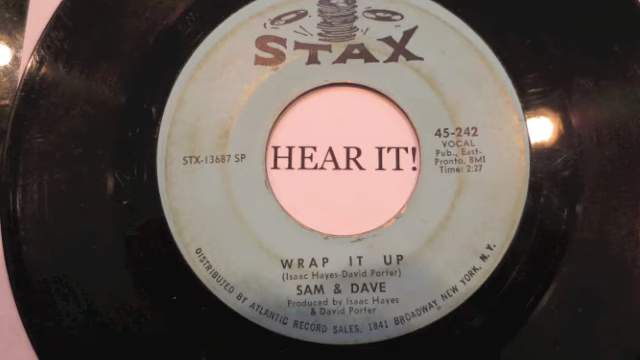 STAX
STX-13687 SP
HEAR IT!
45-242
VOCAL
Pub., East-
Pronto, BMI
Time: 2:27
WRAP IT UP
(Isaac Hayes-David Porter)
SAM & DAVE
Produced by Isaac Hayes
& David Porter
DISTRIBUTED BY ATLANTIC RECORD SALES, 1841 BROADWAY, NEW YORK, N.Y.